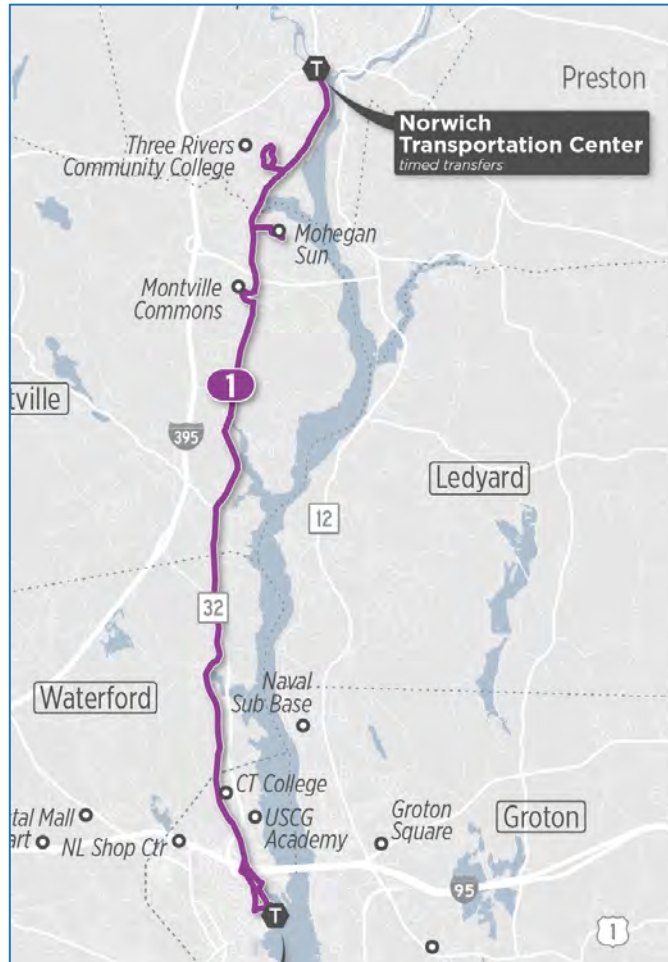 T
Preston
Norwich
Transportation Center
timed transfers
Three Rivers
Community College
Mohegan
Sun
Montville
Commons
1
tville
395
Ledyard
12
32
Naval
Sub Base
Waterford
CT College
tal Mall
art
NL Shop Ctr
USCG
Academy
Groton
Square
Groton
95
T
1